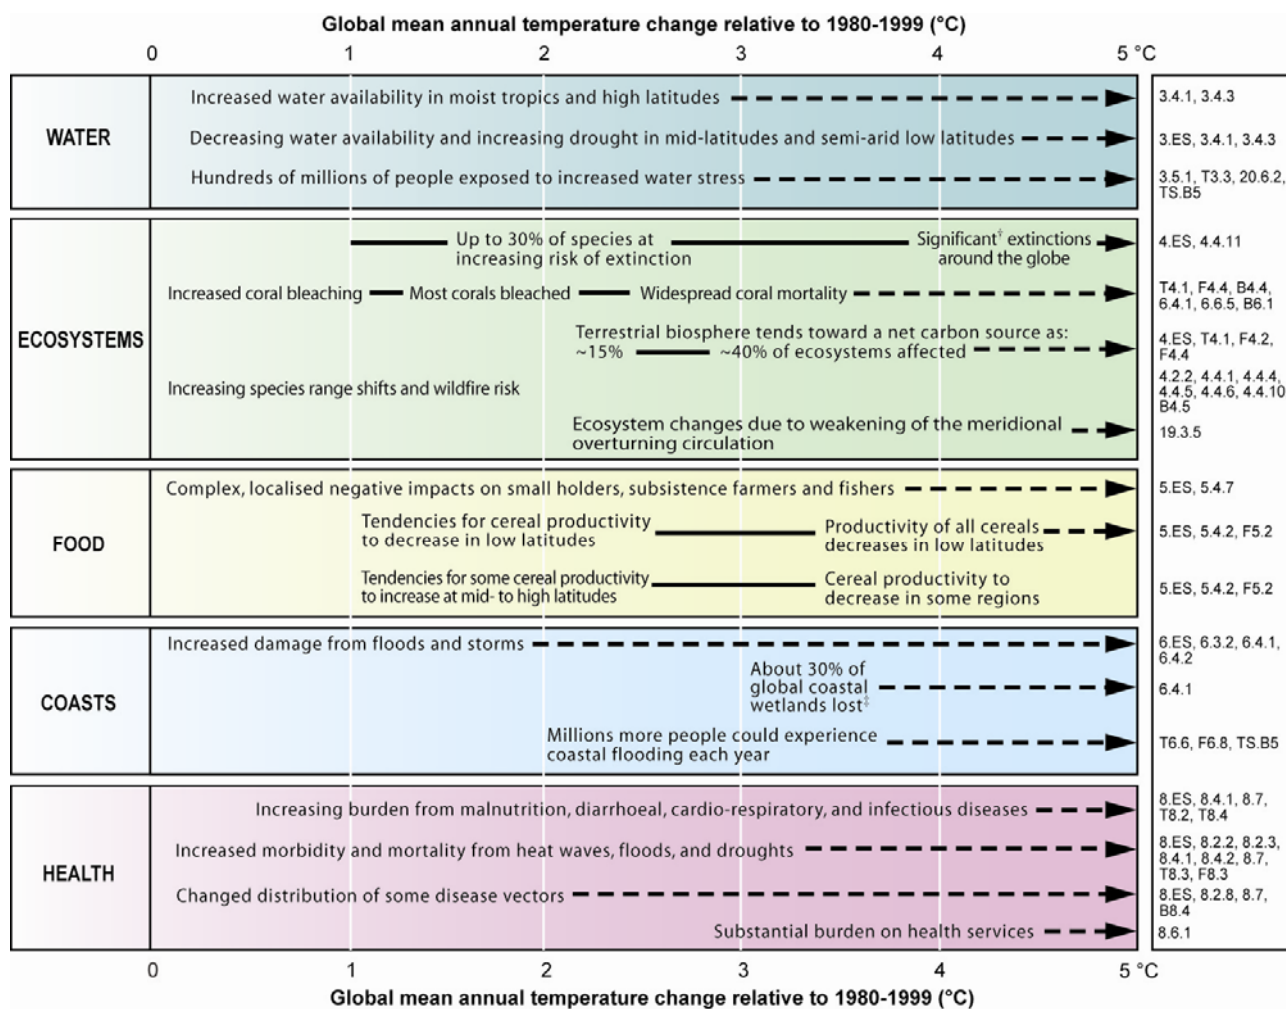 Global mean annual temperature change relative to 1980-1999 (°C)
0 1 2 3 4 5 °C
WATER
Increased water availability in moist tropics and high latitudes
3.4.1, 3.4.3
Decreasing water availability and increasing drought in mid-latitudes and semi-arid low latitudes
3.ES, 3.4.1, 3.4.3
Hundreds of millions of people exposed to increased water stress
3.5.1, T3.3, 20.6.2,
TS.B5
ECOSYSTEMS
Up to 30% of species at
increasing risk of extinction
Significant† extinctions
around the globe
4.ES, 4.4.11
Increased coral bleaching
Most corals bleached
Widespread coral mortality
T4.1, F4.4, B4.4,
6.4.1, 6.6.5, B6.1
Terrestrial biosphere tends toward a net carbon source as:
~15%
~40% of ecosystems affected
4.ES, T4.1, F4.2,
F4.4
Increasing species range shifts and wildfire risk
4.2.2, 4.4.1, 4.4.4,
4.4.5, 4.4.6, 4.4.10,
B4.5
Ecosystem changes due to weakening of the meridional
overturning circulation
19.3.5
FOOD
Complex, localised negative impacts on small holders, subsistence farmers and fishers
5.ES, 5.4.7
Tendencies for cereal productivity
to decrease in low latitudes
Productivity of all cereals
decreases in low latitudes
5.ES, 5.4.2, F5.2
Tendencies for some cereal productivity
to increase at mid- to high latitudes
Cereal productivity to
decrease in some regions
5.ES, 5.4.2, F5.2
COASTS
Increased damage from floods and storms
6.ES, 6.3.2, 6.4.1,
6.4.2
About 30% of
global coastal
wetlands lost‡
6.4.1
Millions more people could experience
coastal flooding each year
T6.6, F6.8, TS.B5
HEALTH
Increasing burden from malnutrition, diarrhoeal, cardio-respiratory, and infectious diseases
8.ES, 8.4.1, 8.7,
T8.2, T8.4
Increased morbidity and mortality from heat waves, floods, and droughts
8.ES, 8.2.2, 8.2.3,
8.4.1, 8.4.2, 8.7,
T8.3, F8.3
Changed distribution of some disease vectors
8.ES, 8.2.8, 8.7,
B8.4
Substantial burden on health services
8.6.1
0 1 2 3 4 5 °C
Global mean annual temperature change relative to 1980-1999 (°C)